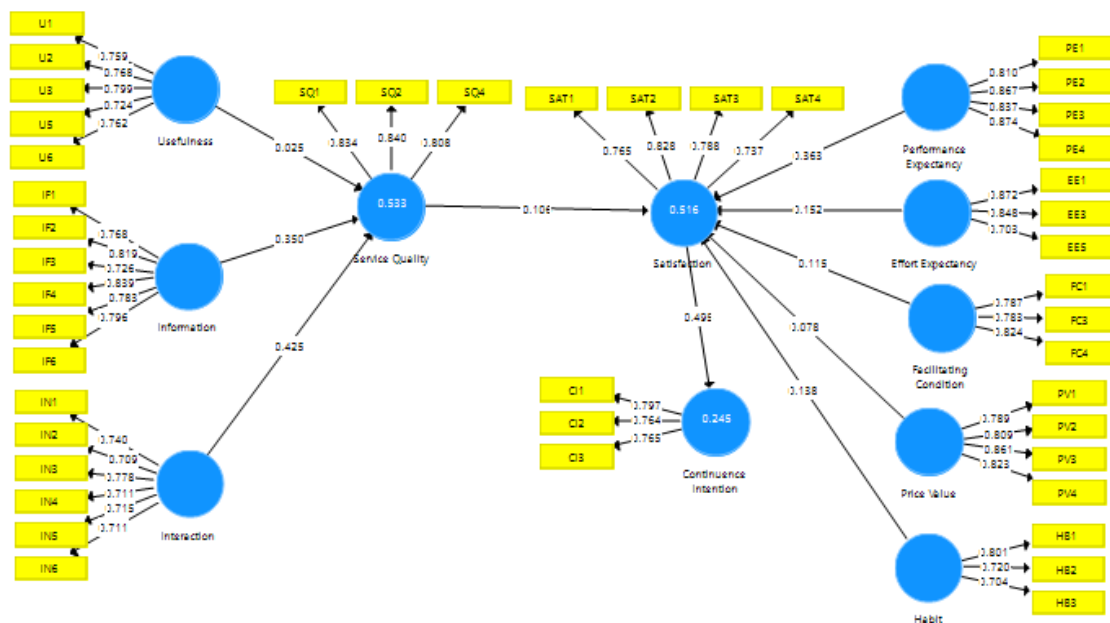 U1
U2
U3
U5
U6
0.759
0.768
0.799
0.724
0.762
Usefulness
0.025
IF1
IF2
IF3
IF4
IF5
IF6
0.768
0.819
0.726
0.839
0.783
0.796
Information
0.350
IN1
IN2
IN3
IN4
IN5
IN6
0.740
0.709
0.778
0.711
0.715
0.711
Interaction
0.425
SQ1
SQ2
SQ4
0.834
0.840
0.808
0.533
Service Quality
0.106
SAT1
SAT2
SAT3
SAT4
0.765
0.828
0.788
0.737
0.516
Satisfaction
0.495
CI1
CI2
CI3
0.797
0.764
0.765
0.245
Continuence
Intention
PE1
PE2
PE3
PE4
0.810
0.867
0.837
0.874
Performance
Expectancy
0.363
EE1
EE3
EE5
0.872
0.848
0.703
Effort Expectancy
0.152
FC1
FC3
FC4
0.787
0.783
0.824
Facilitating
Condition
0.115
PV1
PV2
PV3
PV4
0.789
0.809
0.861
0.823
Price Value
0.078
HB1
HB2
HB3
0.801
0.720
0.704
Habit
0.138